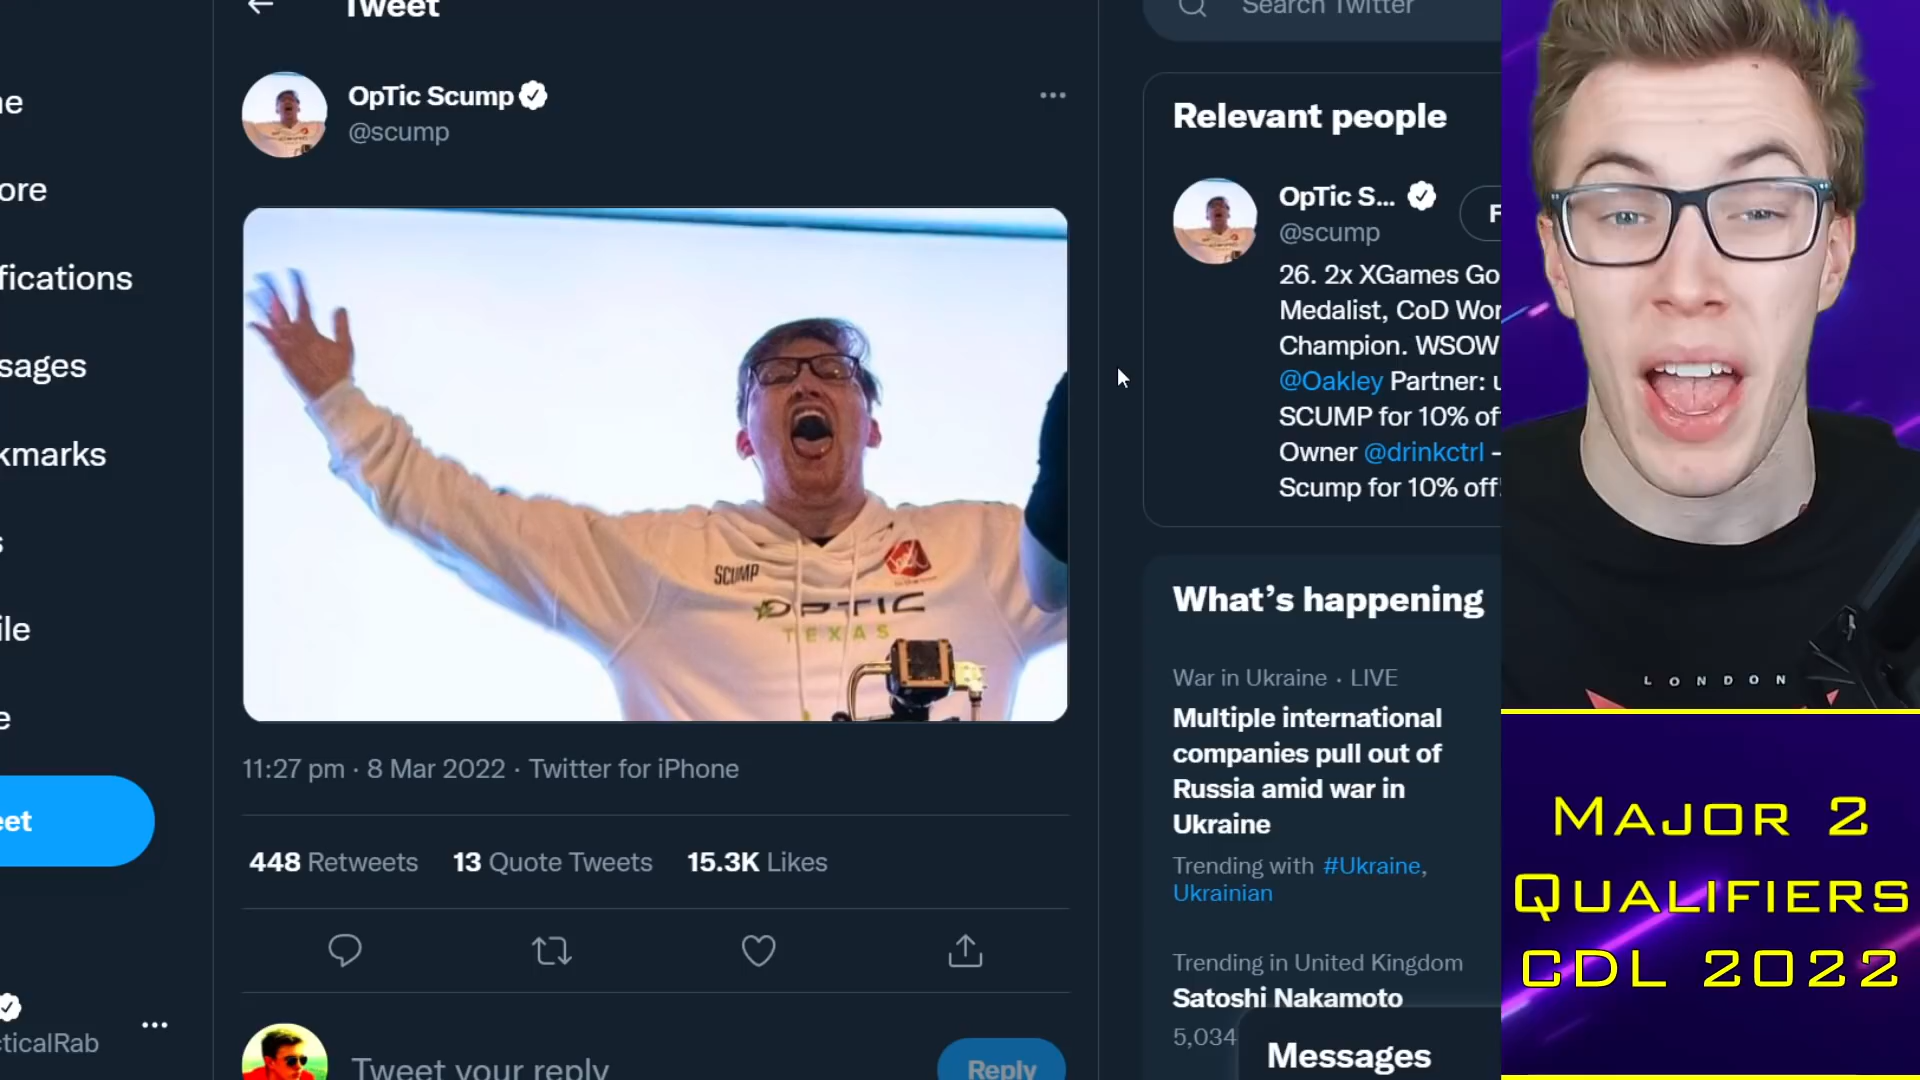 Tweet
Search Twitter
OpTic Scump
@scump
SCUMP
OPTIC
TEXAS
11:27 pm · 8 Mar 2022 · Twitter for iPhone
448 Retweets 13 Quote Tweets 15.3K Likes
Tweet your reply
Reply
ne
ore
fications
sages
kmarks
s
ile
e
eet
cticalRab
Relevant people
OpTic S...
@scump
F
26. 2x XGames Go
Medalist, CoD Wor
Champion. WSOW
@Oakley Partner: u
SCUMP for 10% of
Owner @drinkctrl -
Scump for 10% off!
What's happening
War in Ukraine · LIVE
Multiple international
companies pull out of
Russia amid war in
Ukraine
Trending with #Ukraine,
Ukrainian
Trending in United Kingdom
Satoshi Nakamoto
5,034
Messages
LONDON
MAJOR 2
QUALIFIERS
CDL 2022